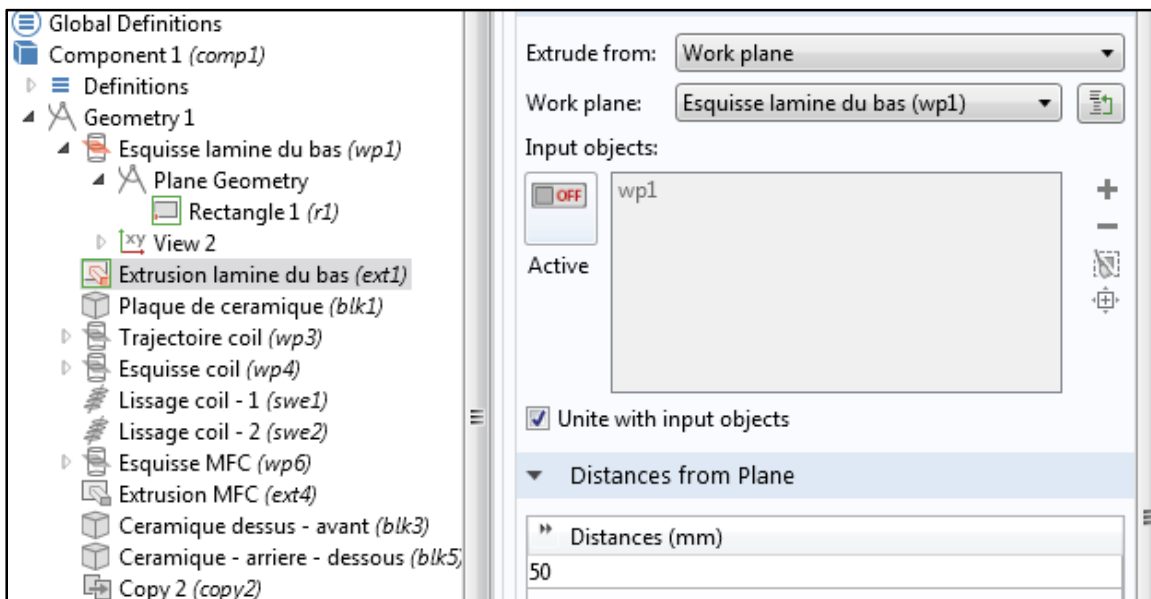 Global Definitions
Component 1 (comp1)
Definitions
Geometry 1
Esquisse lamine du bas (wp1)
Plane Geometry
Rectangle 1 (r1)
xy View 2
Extrusion lamine du bas (ext1)
Plaque de ceramique (blk1)
Trajectoire coil (wp3)
Esquisse coil (wp4)
Lissage coil - 1 (swe1)
Lissage coil - 2 (swe2)
Esquisse MFC (wp6)
Extrusion MFC (ext4)
Ceramique dessus - avant (blk3)
Ceramique - arriere - dessous (blk5)
Copy 2 (copy2)
Extrude from: Work plane
Work plane: Esquisse lamine du bas (wp1)
Input objects:
OFF
wp1
Active
Unite with input objects
Distances from Plane
Distances (mm)
50